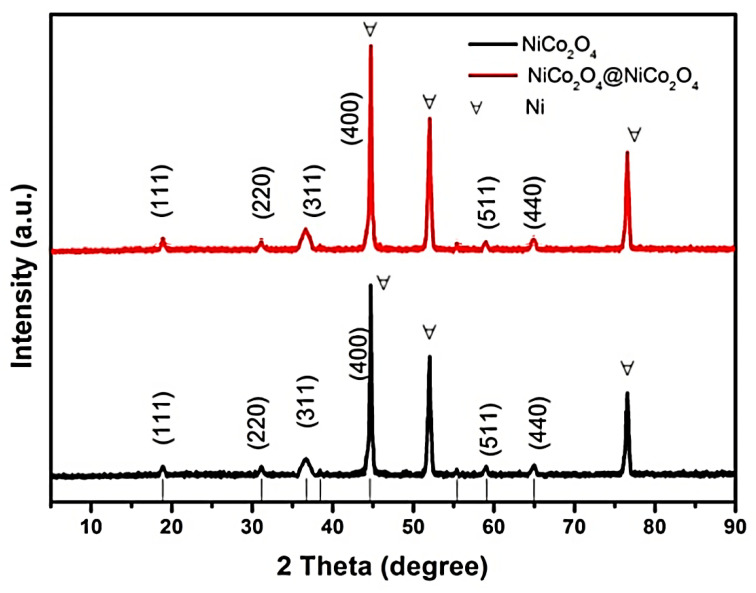 NiCo₂O₄
NiCo₂O₄@NiCo₂O₄
Ni
(111)
(220)
(311)
(400)
(511)
(440)
(111)
(220)
(311)
(400)
(511)
(440)
Intensity (a.u.)
10 20 30 40 50 60 70 80 90
2 Theta (degree)